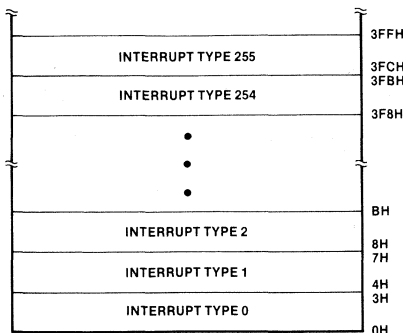 3FFH
INTERRUPT TYPE 255
3FCH
3FBH
INTERRUPT TYPE 254
3F8H
BH
INTERRUPT TYPE 2
8H
7H
INTERRUPT TYPE 1
4H
3H
INTERRUPT TYPE 0
0H